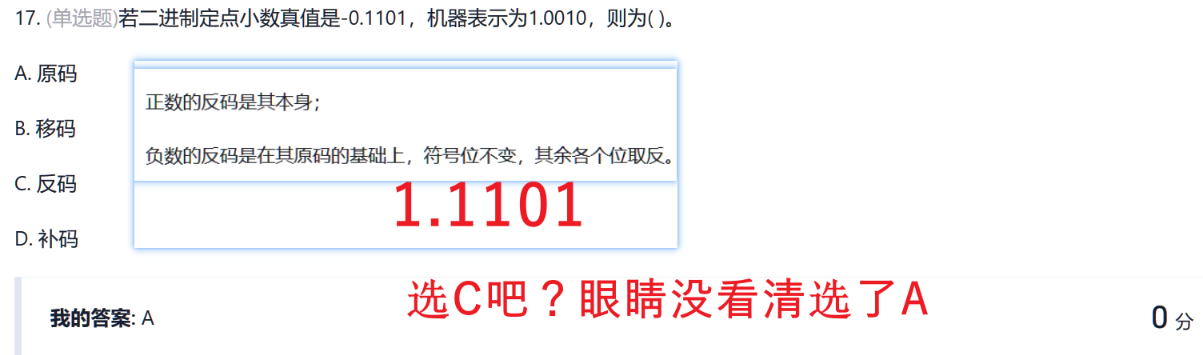 17. (单选题)若二进制定点小数真值是-0.1101，机器表示为1.0010，则为( )。
A. 原码
正数的反码是其本身；
B. 移码
负数的反码是在其原码的基础上，符号位不变，其余各个位取反。
C. 反码
1.1101
D. 补码
选C吧？眼睛没看清选了A
我的答案: A
0 分